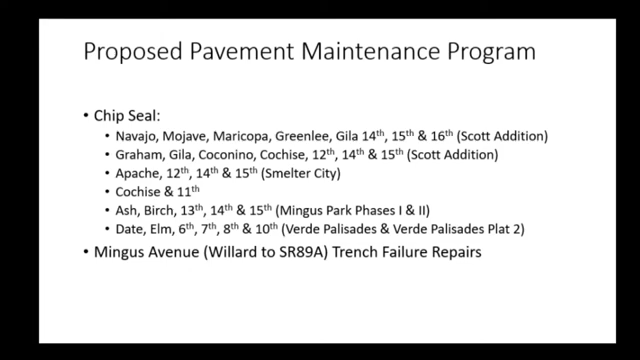 Proposed Pavement Maintenance Program
• Chip Seal:
• Navajo, Mojave, Maricopa, Greenlee, Gila 14th, 15th & 16th (Scott Addition)
• Graham, Gila, Coconino, Cochise, 12th, 14th & 15th (Scott Addition)
• Apache, 12th, 14th & 15th (Smelter City)
• Cochise & 11th
• Ash, Birch, 13th, 14th & 15th (Mingus Park Phases I & II)
• Date, Elm, 6th, 7th, 8th & 10th (Verde Palisades & Verde Palisades Plat 2)
• Mingus Avenue (Willard to SR89A) Trench Failure Repairs